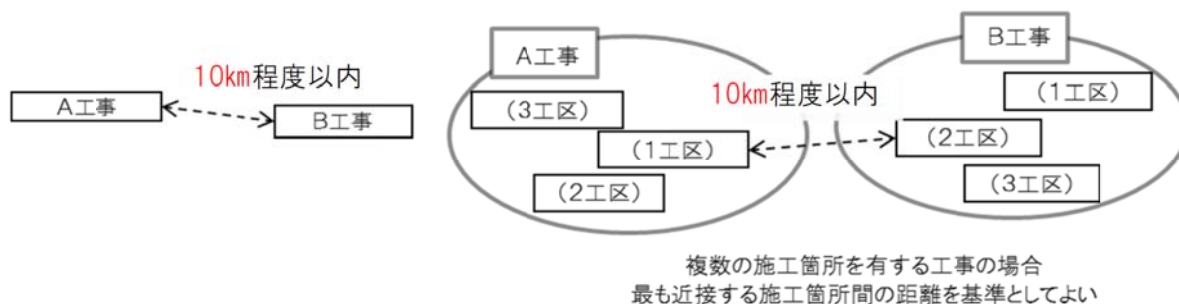 10km程度以内
A工事
B工事
A工事
B工事
10km程度以内
(3工区)
(1工区)
(2工区)
(1工区)
(2工区)
(3工区)
複数の施工箇所を有する工事の場合
最も近接する施工箇所間の距離を基準としてよい